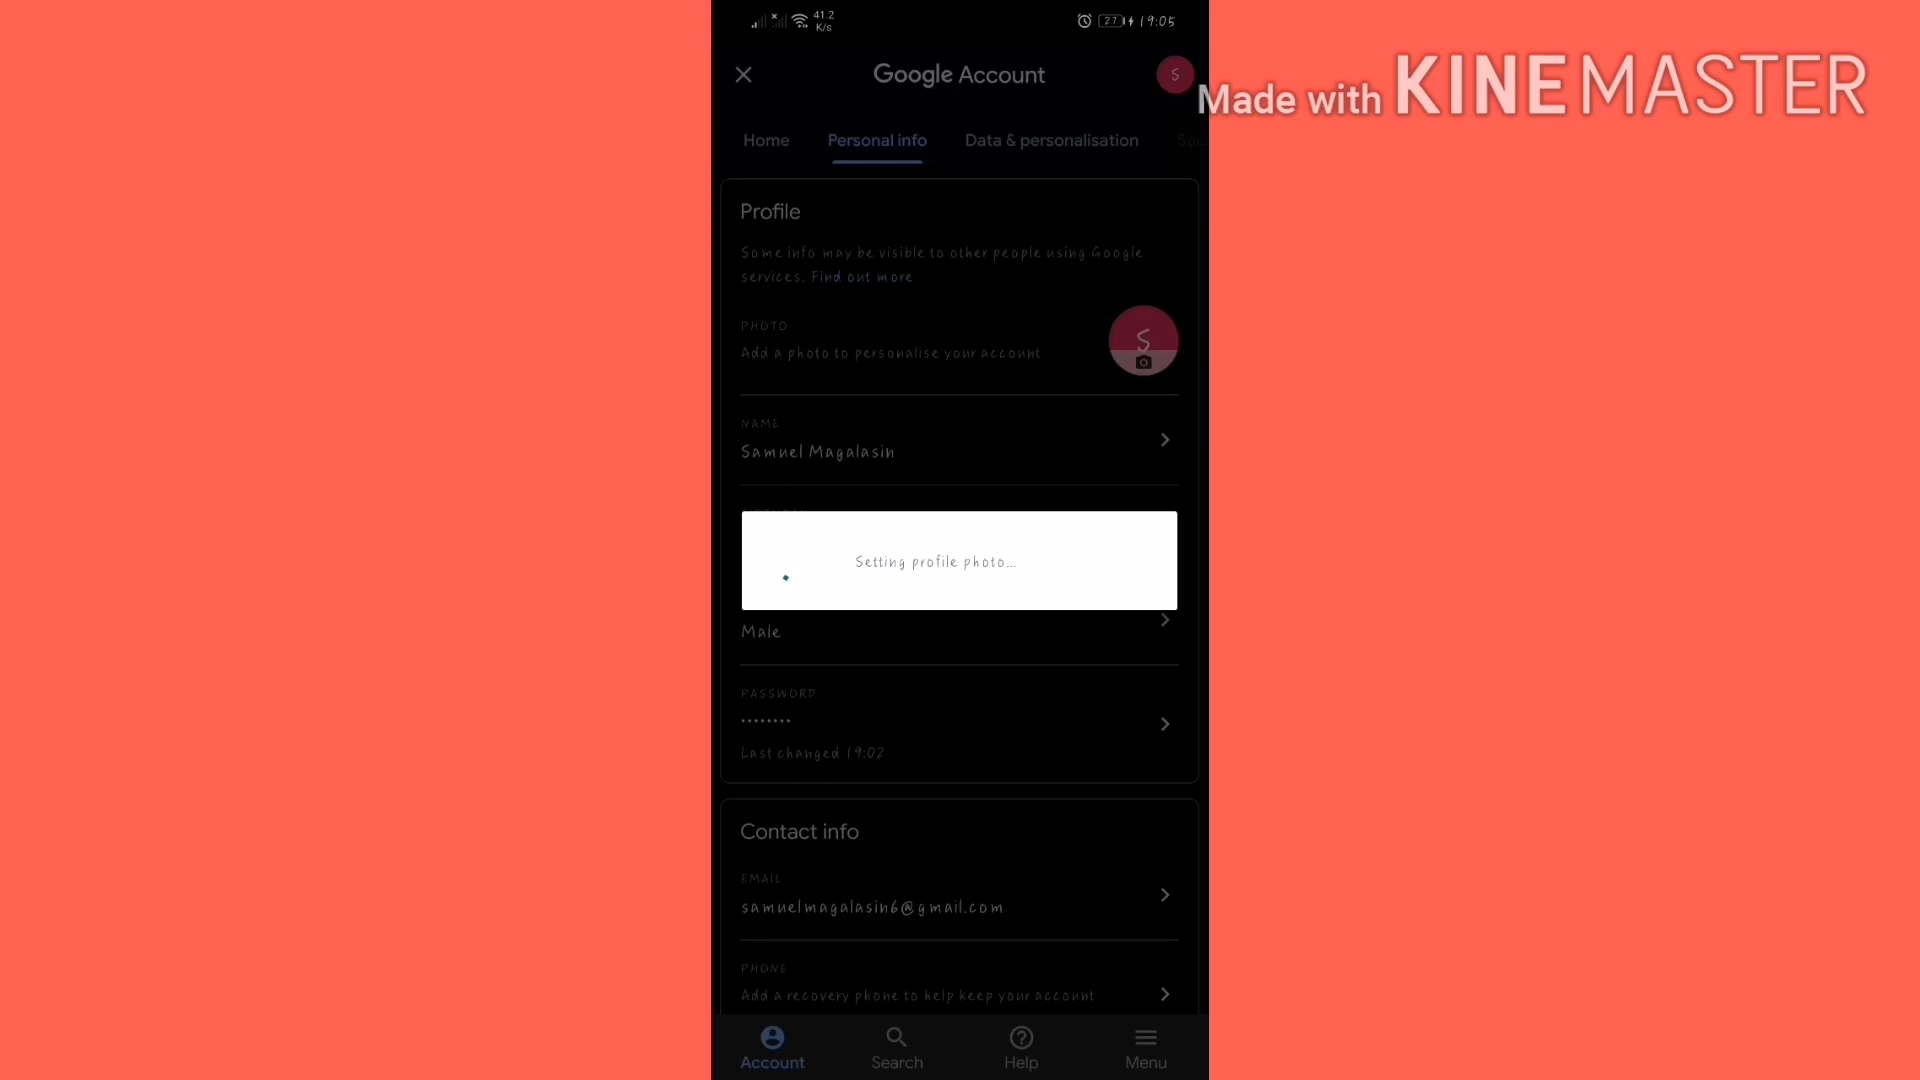 41.2
K/s
27
19:05
Google Account
S
Made with KINEMASTER
Home
Personal info
Data & personalisation
Sec
Profile
Some info may be visible to other people using Google
services. Find out more
PHOTO
Add a photo to personalise your account
S
NAME
Samuel Magalasin
Setting profile photo...
Male
PASSWORD
••••••••
Last changed 19:02
Contact info
EMAIL
samuelmagalasin6@gmail.com
PHONE
Add a recovery phone to help keep your account
Account
Search
Help
Menu